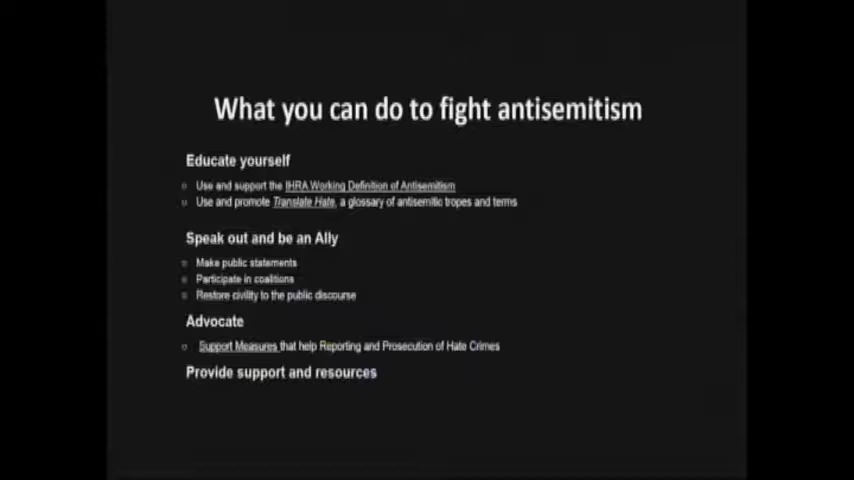 What you can do to fight antisemitism
Educate yourself
Use and support the IHRA Working Definition of Antisemitism
Use and promote Translate Hate, a glossary of antisemitic tropes and terms
Speak out and be an Ally
Make public statements
Participate in coalitions
Restore civility to the public discourse
Advocate
Support Measures that help Reporting and Prosecution of Hate Crimes
Provide support and resources